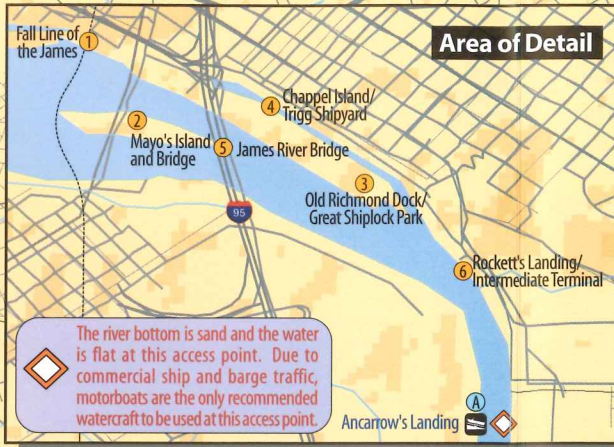 Area of Detail
Fall Line of
the James
1
2
Mayo's Island
and Bridge
4
Chappel Island/
Trigg Shipyard
5
James River Bridge
3
Old Richmond Dock/
Great Shiplock Park
95
6
Rockett's Landing/
Intermediate Terminal
The river bottom is sand and the water
is flat at this access point. Due to
commercial ship and barge traffic,
motorboats are the only recommended
watercraft to be used at this access point.
A
Ancarrow's Landing